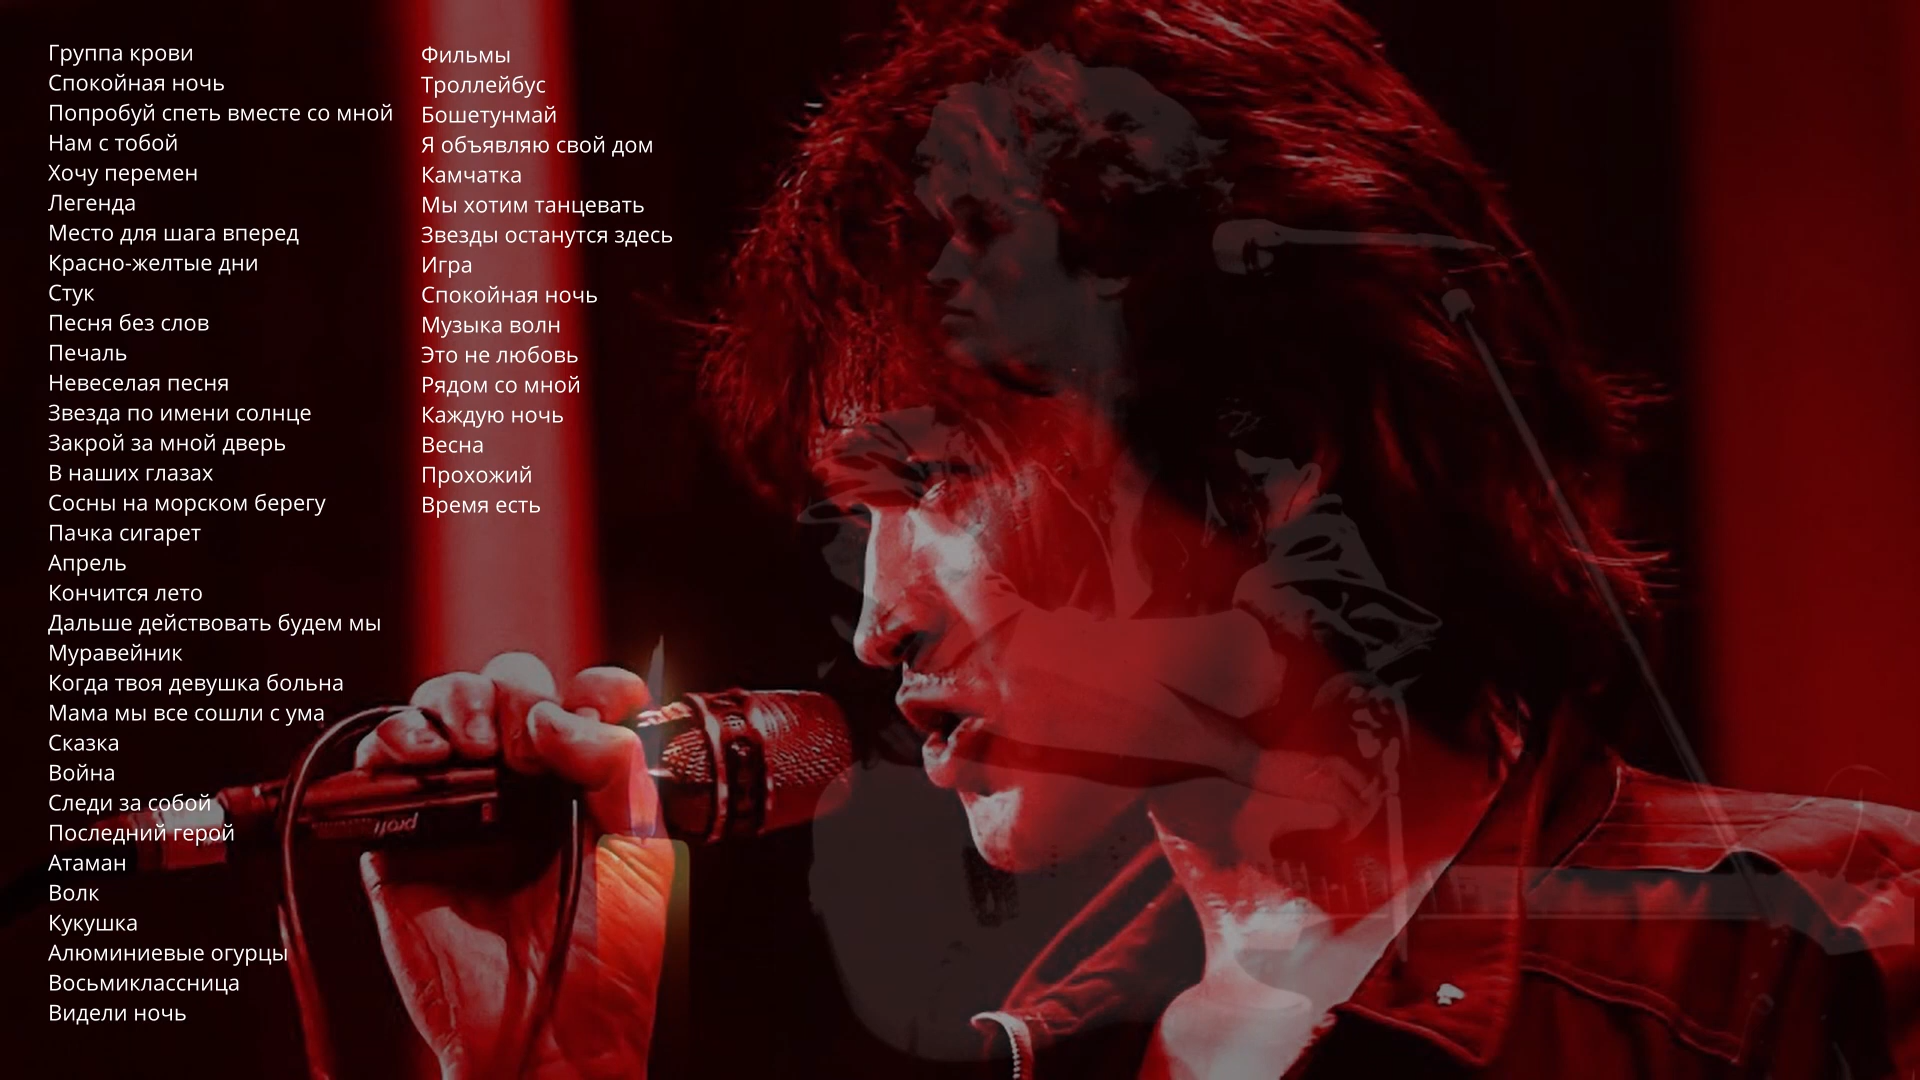 Группа крови
Спокойная ночь
Попробуй спеть вместе со мной
Нам с тобой
Хочу перемен
Легенда
Место для шага вперед
Красно-желтые дни
Стук
Песня без слов
Печаль
Невеселая песня
Звезда по имени солнце
Закрой за мной дверь
В наших глазах
Сосны на морском берегу
Пачка сигарет
Апрель
Кончится лето
Дальше действовать будем мы
Муравейник
Когда твоя девушка больна
Мама мы все сошли с ума
Сказка
Война
Следи за собой
Последний герой
Атаман
Волк
Кукушка
Алюминиевые огурцы
Восьмиклассница
Видели ночь
Фильмы
Троллейбус
Бошетунмай
Я объявляю свой дом
Камчатка
Мы хотим танцевать
Звезды останутся здесь
Игра
Спокойная ночь
Музыка волн
Это не любовь
Рядом со мной
Каждую ночь
Весна
Прохожий
Время есть